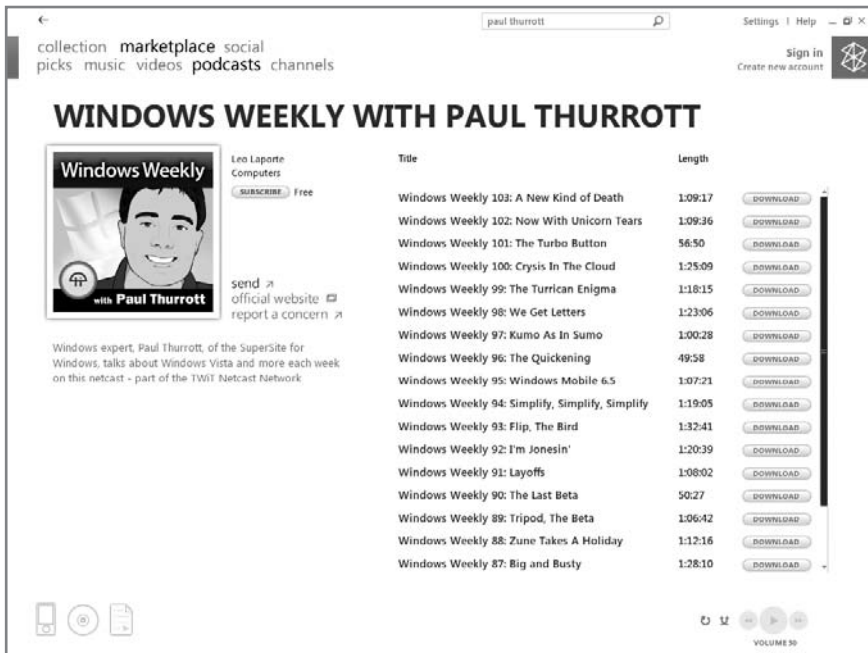 paul thurrott
Settings | Help
collection marketplace social
picks music videos podcasts channels
Sign in
Create new account
WINDOWS WEEKLY WITH PAUL THURROTT
Windows Weekly
with Paul Thurrott
Leo Laporte
Computers
SUBSCRIBE Free
send
official website
report a concern
Windows expert, Paul Thurrott, of the SuperSite for
Windows, talks about Windows Vista and more each week
on this netcast - part of the TWiT Netcast Network
Title Length
Windows Weekly 103: A New Kind of Death 1:09:17 DOWNLOAD
Windows Weekly 102: Now With Unicorn Tears 1:09:36 DOWNLOAD
Windows Weekly 101: The Turbo Button 56:50 DOWNLOAD
Windows Weekly 100: Crysis In The Cloud 1:25:09 DOWNLOAD
Windows Weekly 99: The Turrican Enigma 1:18:15 DOWNLOAD
Windows Weekly 98: We Get Letters 1:23:06 DOWNLOAD
Windows Weekly 97: Kumo As In Sumo 1:00:28 DOWNLOAD
Windows Weekly 96: The Quickening 49:58 DOWNLOAD
Windows Weekly 95: Windows Mobile 6.5 1:07:21 DOWNLOAD
Windows Weekly 94: Simplify, Simplify, Simplify 1:19:05 DOWNLOAD
Windows Weekly 93: Flip, The Bird 1:32:41 DOWNLOAD
Windows Weekly 92: I'm Jonesin' 1:20:39 DOWNLOAD
Windows Weekly 91: Layoffs 1:08:02 DOWNLOAD
Windows Weekly 90: The Last Beta 50:27 DOWNLOAD
Windows Weekly 89: Tripod, The Beta 1:06:42 DOWNLOAD
Windows Weekly 88: Zune Takes A Holiday 1:12:16 DOWNLOAD
Windows Weekly 87: Big and Busty 1:28:10 DOWNLOAD
VOLUME 50